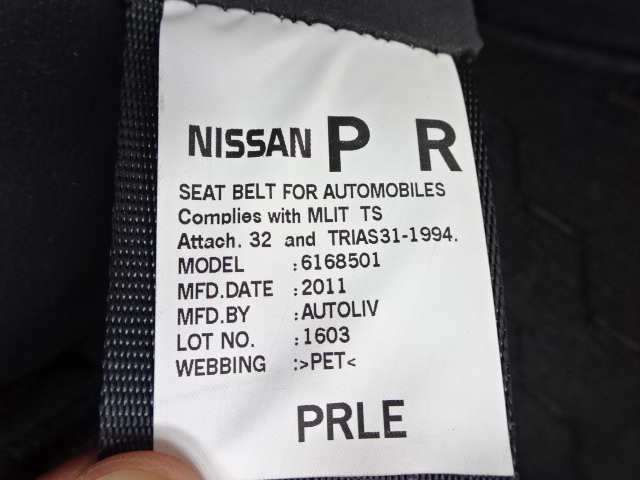 NISSAN P R
SEAT BELT FOR AUTOMOBILES
Complies with MLIT TS
Attach. 32 and TRIAS31-1994.
MODEL :6168501
MFD.DATE :2011
MFD.BY :AUTOLIV
LOT NO. :1603
WEBBING :>PET<
PRLE